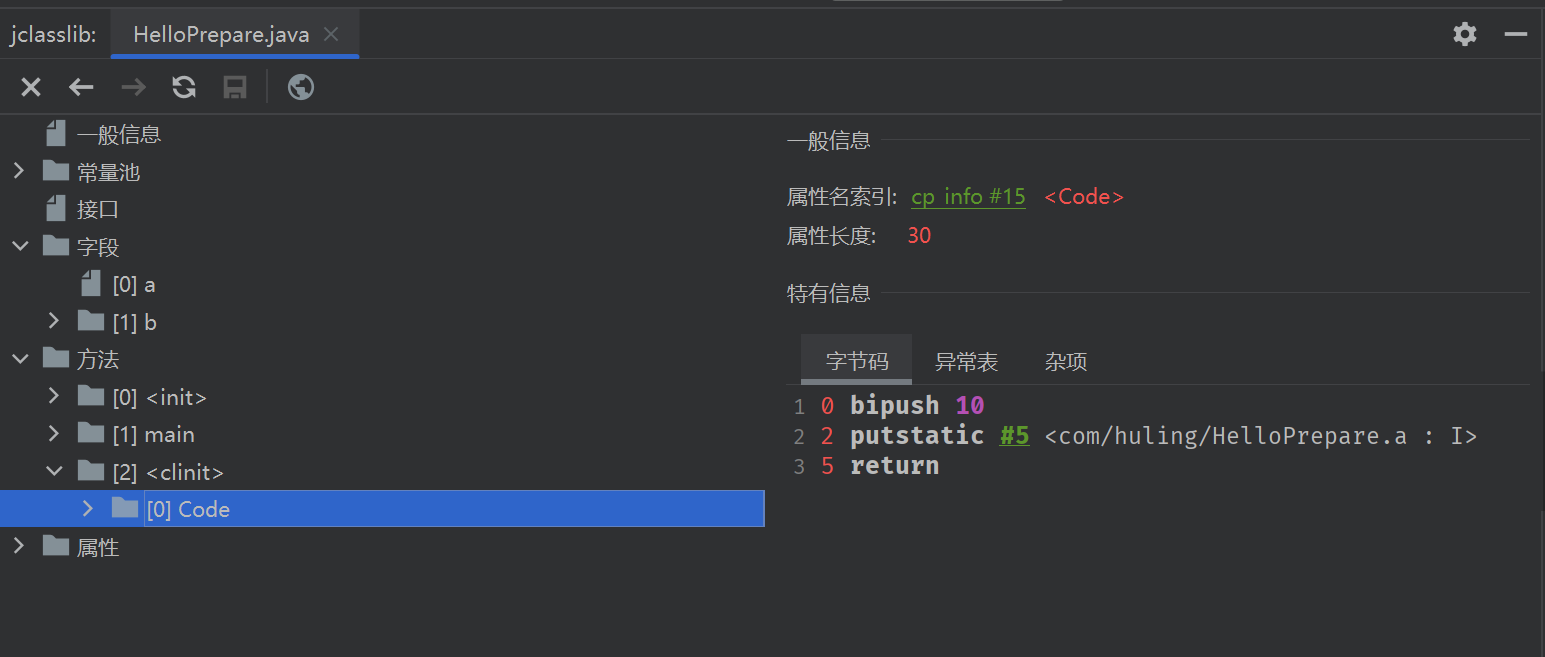 jclasslib: HelloPrepare.java
一般信息
常量池
接口
字段
[0] a
[1] b
方法
[0] <init>
[1] main
[2] <clinit>
[0] Code
属性
一般信息
属性名索引: cp_info #15 <Code>
属性长度: 30
特有信息
字节码 异常表 杂项
1 0 bipush 10
2 2 putstatic #5 <com/huling/HelloPrepare.a : I>
3 5 return